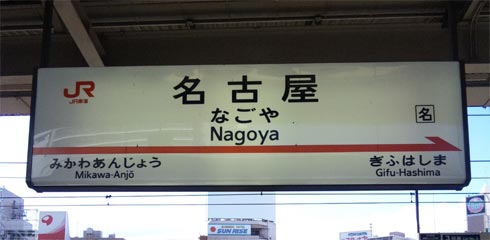 JR
JR東海
名古屋
なごや
Nagoya
名
みかわあんじょう
Mikawa-Anjō
ぎふはしま
Gifu-Hashima
SUN RISE